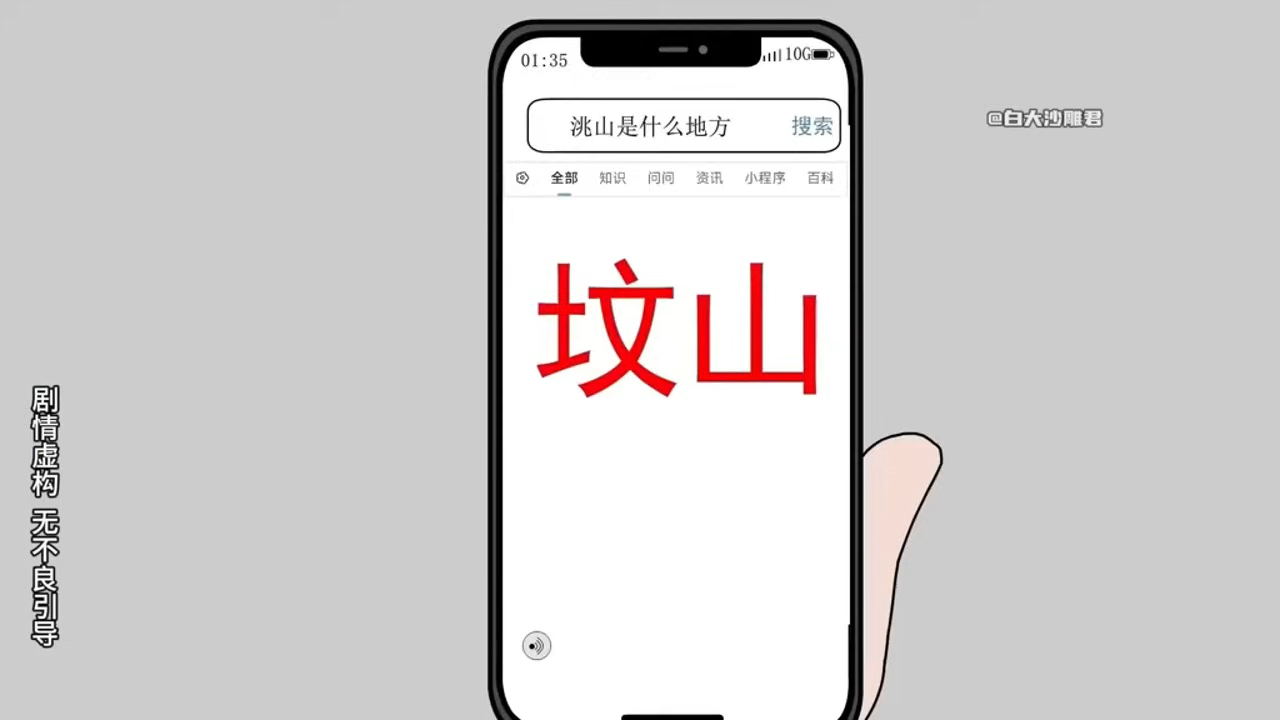 01:35
10G
洮山是什么地方
搜索
全部 知识 问问 资讯 小程序 百科
坟山
@白大沙雕君
剧情虚构 无不良引导